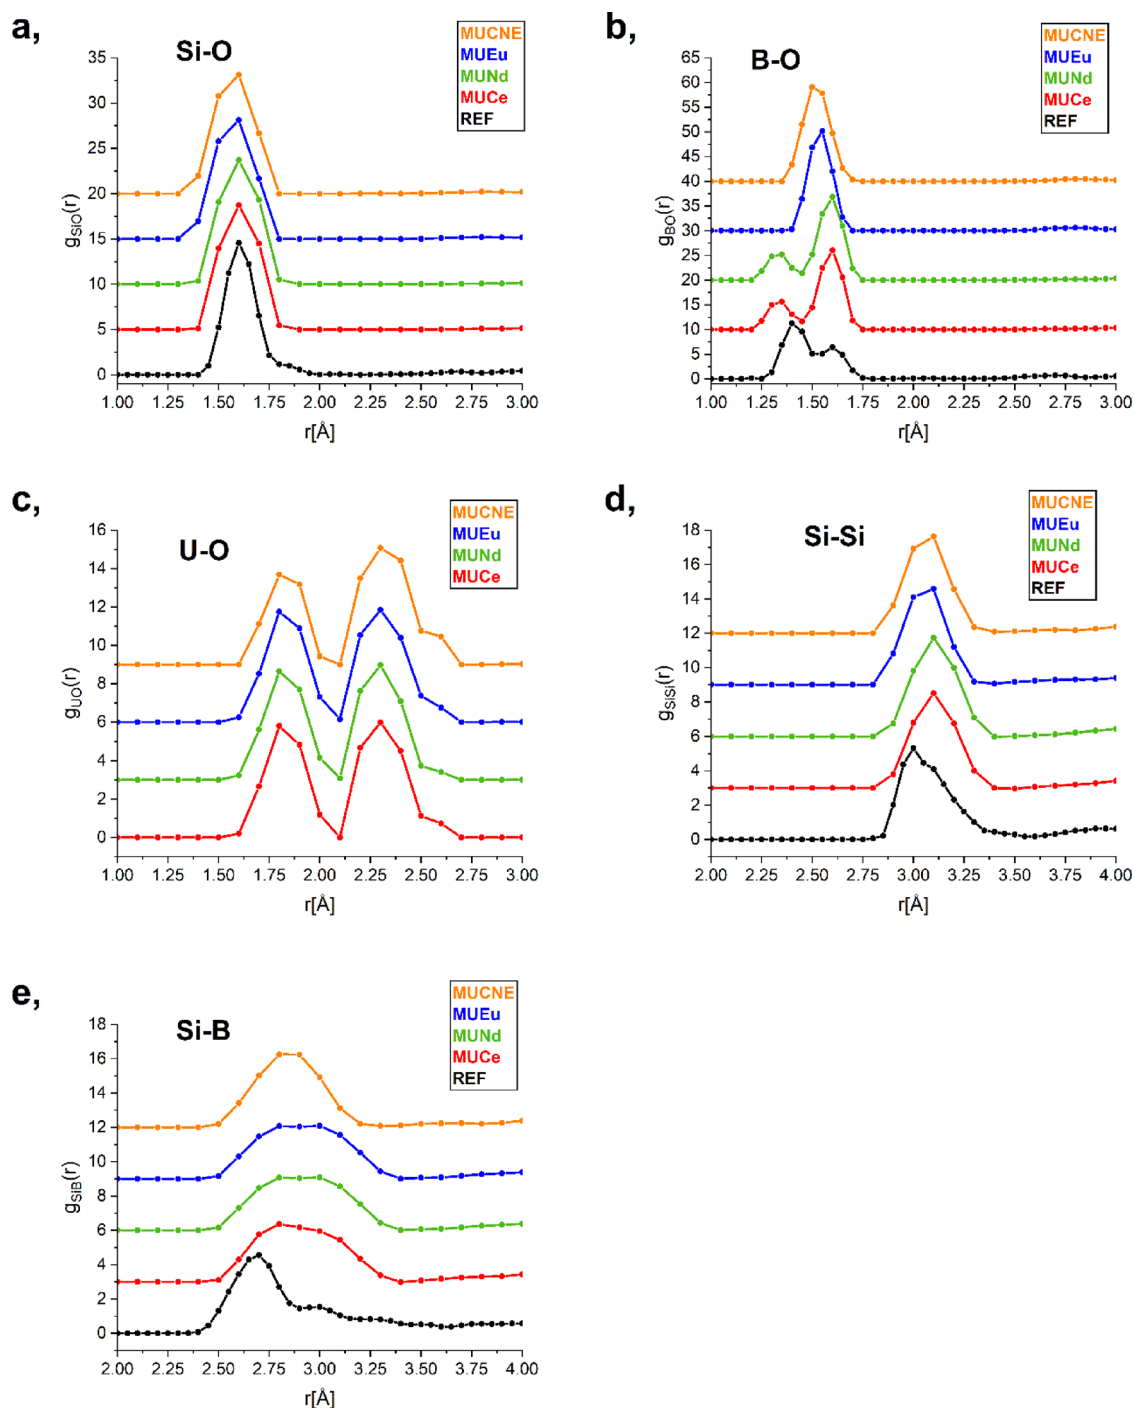 a,
Si-O
MUCNE
MUEu
MUNd
MUCe
REF
35
30
25
20
15
10
5
0
gSiO(r)
1.00 1.25 1.50 1.75 2.00 2.25 2.50 2.75 3.00
r[Å]
b,
B-O
MUCNE
MUEu
MUNd
MUCe
REF
65
60
55
50
45
40
35
30
25
20
15
10
5
0
gBO(r)
1.00 1.25 1.50 1.75 2.00 2.25 2.50 2.75 3.00
r[Å]
c,
U-O
MUCNE
MUEu
MUNd
MUCe
16
14
12
10
8
6
4
2
0
gUO(r)
1.00 1.25 1.50 1.75 2.00 2.25 2.50 2.75 3.00
r[Å]
d,
Si-Si
MUCNE
MUEu
MUNd
MUCe
REF
18
16
14
12
10
8
6
4
2
0
gSiSi(r)
2.00 2.25 2.50 2.75 3.00 3.25 3.50 3.75 4.00
r[Å]
e,
Si-B
MUCNE
MUEu
MUNd
MUCe
REF
18
16
14
12
10
8
6
4
2
0
gSiB(r)
2.00 2.25 2.50 2.75 3.00 3.25 3.50 3.75 4.00
r[Å]